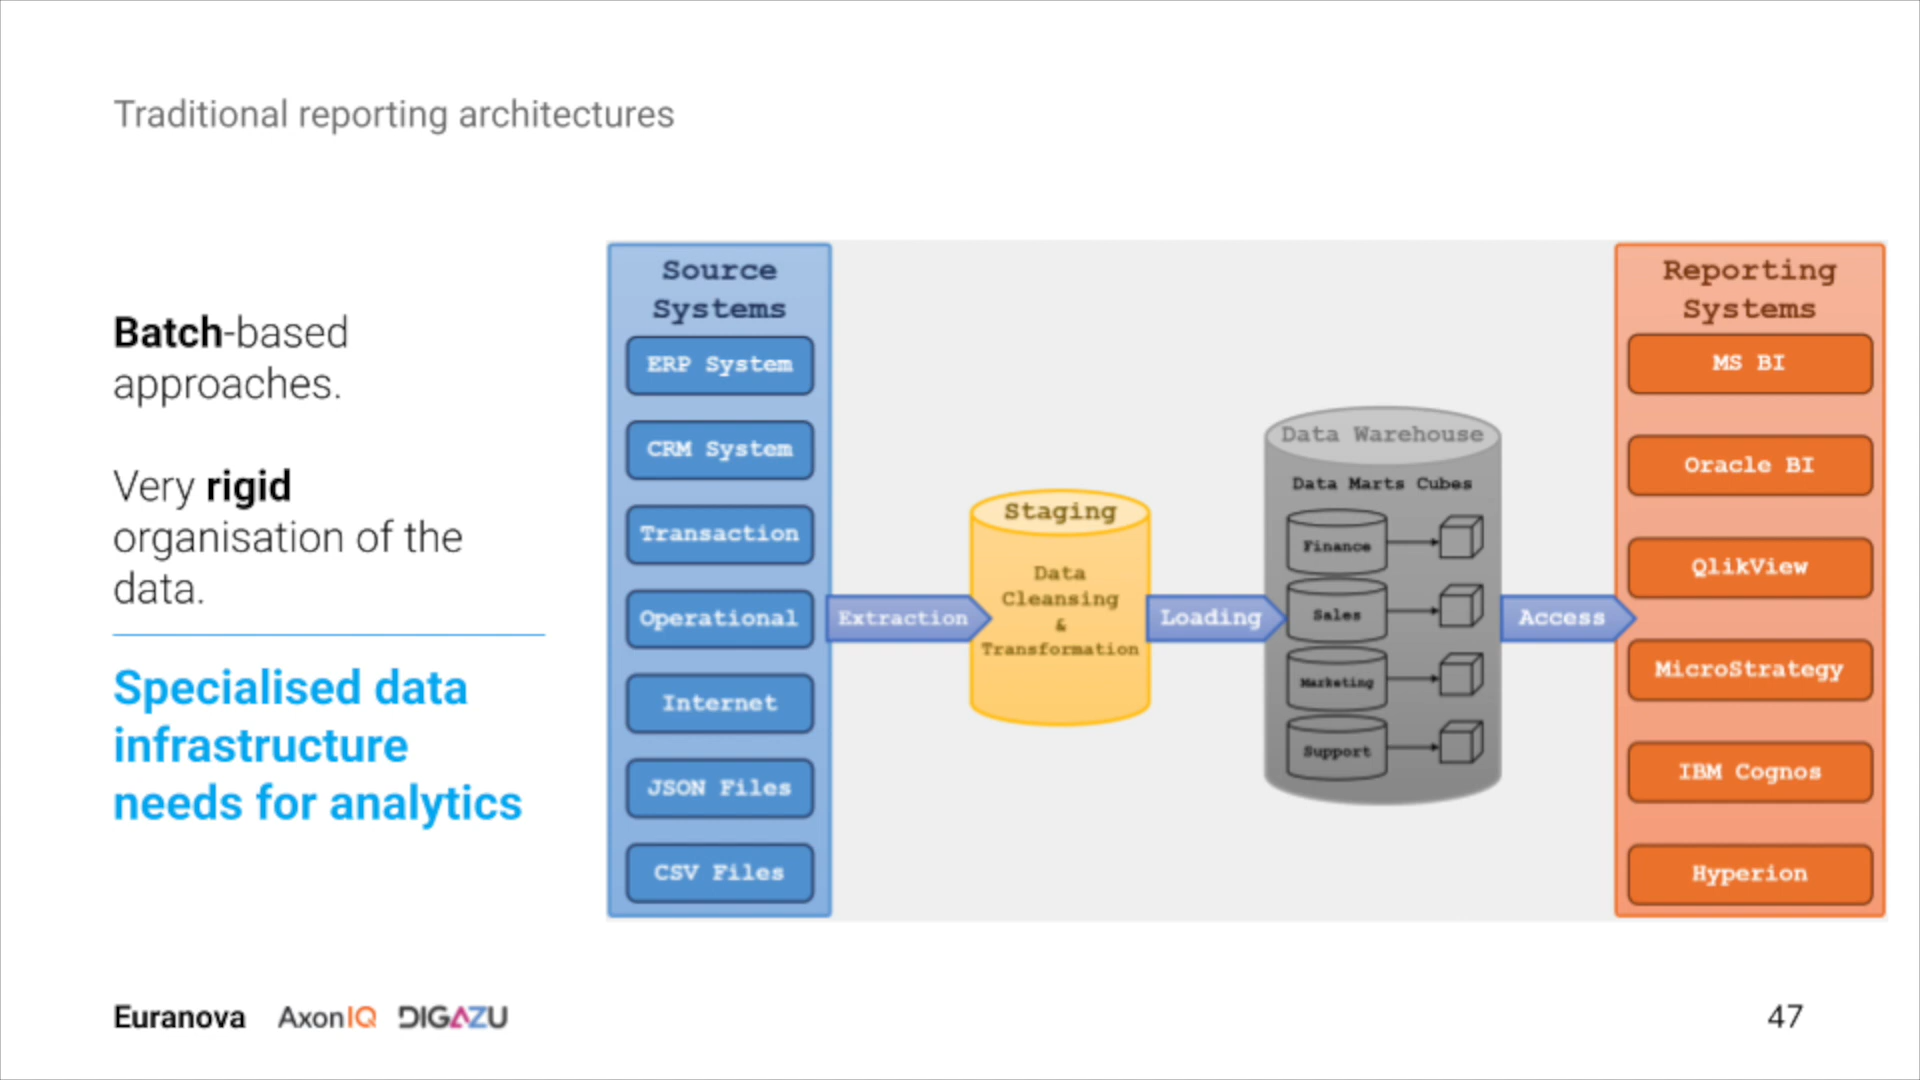 Traditional reporting architectures
Batch-based
approaches.
Very rigid
organisation of the
data.
Specialised data
infrastructure
needs for analytics
Source
Systems
ERP System
CRM System
Transaction
Operational
Internet
JSON Files
CSV Files
Extraction
Staging
Data
Cleansing
&
Transformation
Loading
Data Warehouse
Data Marts Cubes
Finance
Sales
Marketing
Support
Access
Reporting
Systems
MS BI
Oracle BI
QlikView
MicroStrategy
IBM Cognos
Hyperion
Euranova AxonIQ DIGAZU
47